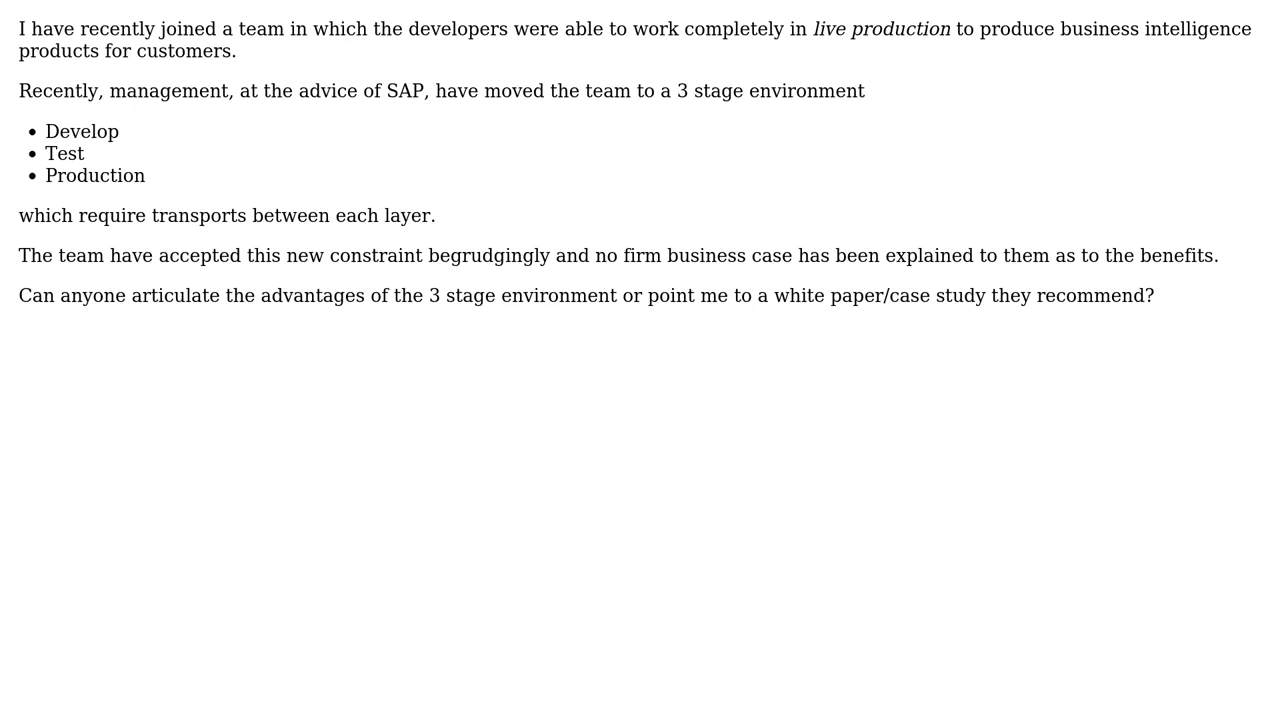 I have recently joined a team in which the developers were able to work completely in live production to produce business intelligence
products for customers.
Recently, management, at the advice of SAP, have moved the team to a 3 stage environment
• Develop
• Test
• Production
which require transports between each layer.
The team have accepted this new constraint begrudgingly and no firm business case has been explained to them as to the benefits.
Can anyone articulate the advantages of the 3 stage environment or point me to a white paper/case study they recommend?